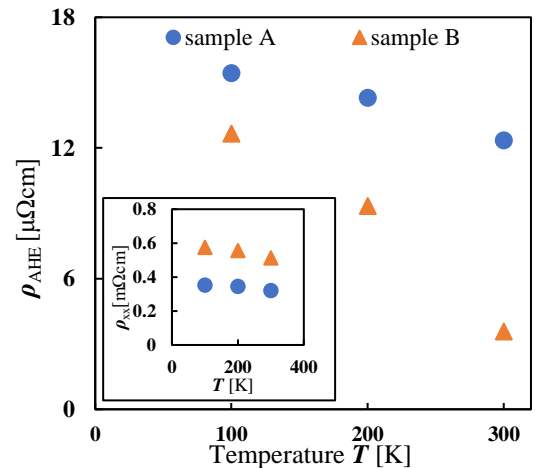 18
sample A
sample B
12
ρAHE [μΩcm]
6
0
0.8
0.6
0.4
0.2
0
ρxx[mΩcm]
0 200 400
T [K]
0 100 200 300
Temperature T [K]